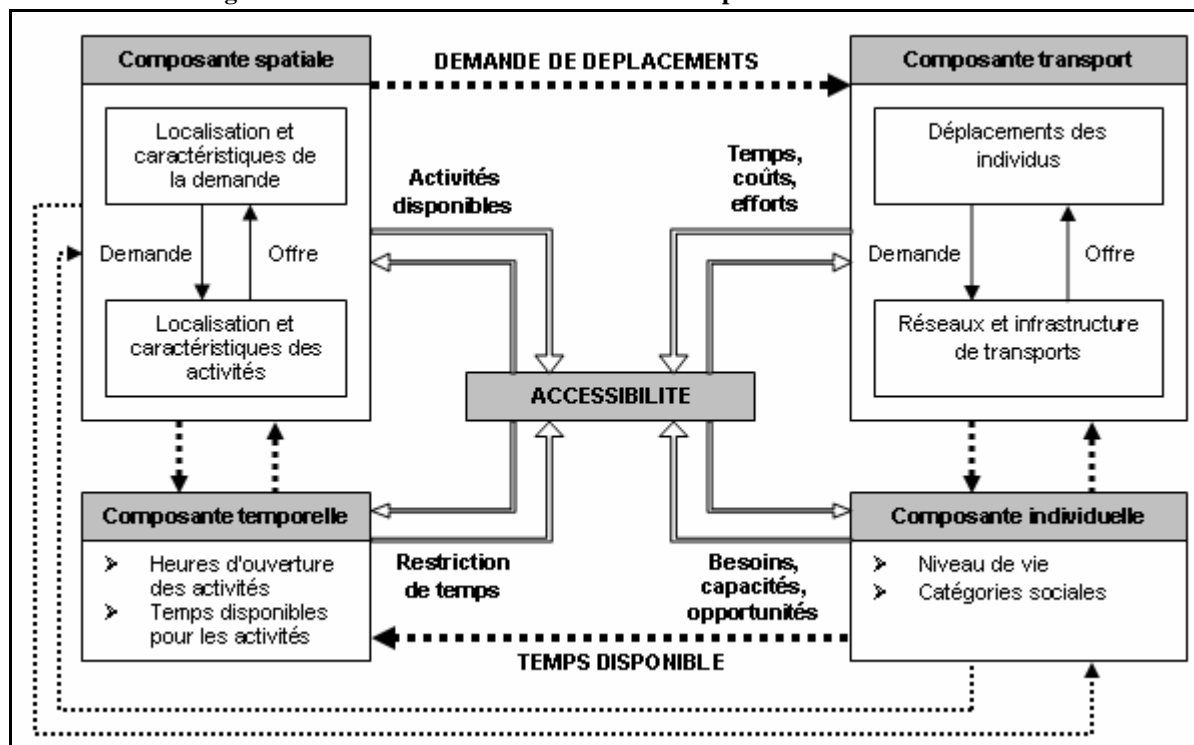 Composante spatiale
DEMANDE DE DEPLACEMENTS
Composante transport
Localisation et
caractéristiques de
la demande
Demande
Offre
Localisation et
caractéristiques des
activités
Activités
disponibles
Temps,
coûts,
efforts
Déplacements des
individus
Demande
Offre
Réseaux et infrastructure
de transports
ACCESSIBILITE
Composante temporelle
Heures d'ouverture
des activités
Temps disponibles
pour les activités
Restriction
de temps
Besoins,
capacités,
opportunités
Composante individuelle
Niveau de vie
Catégories sociales
TEMPS DISPONIBLE